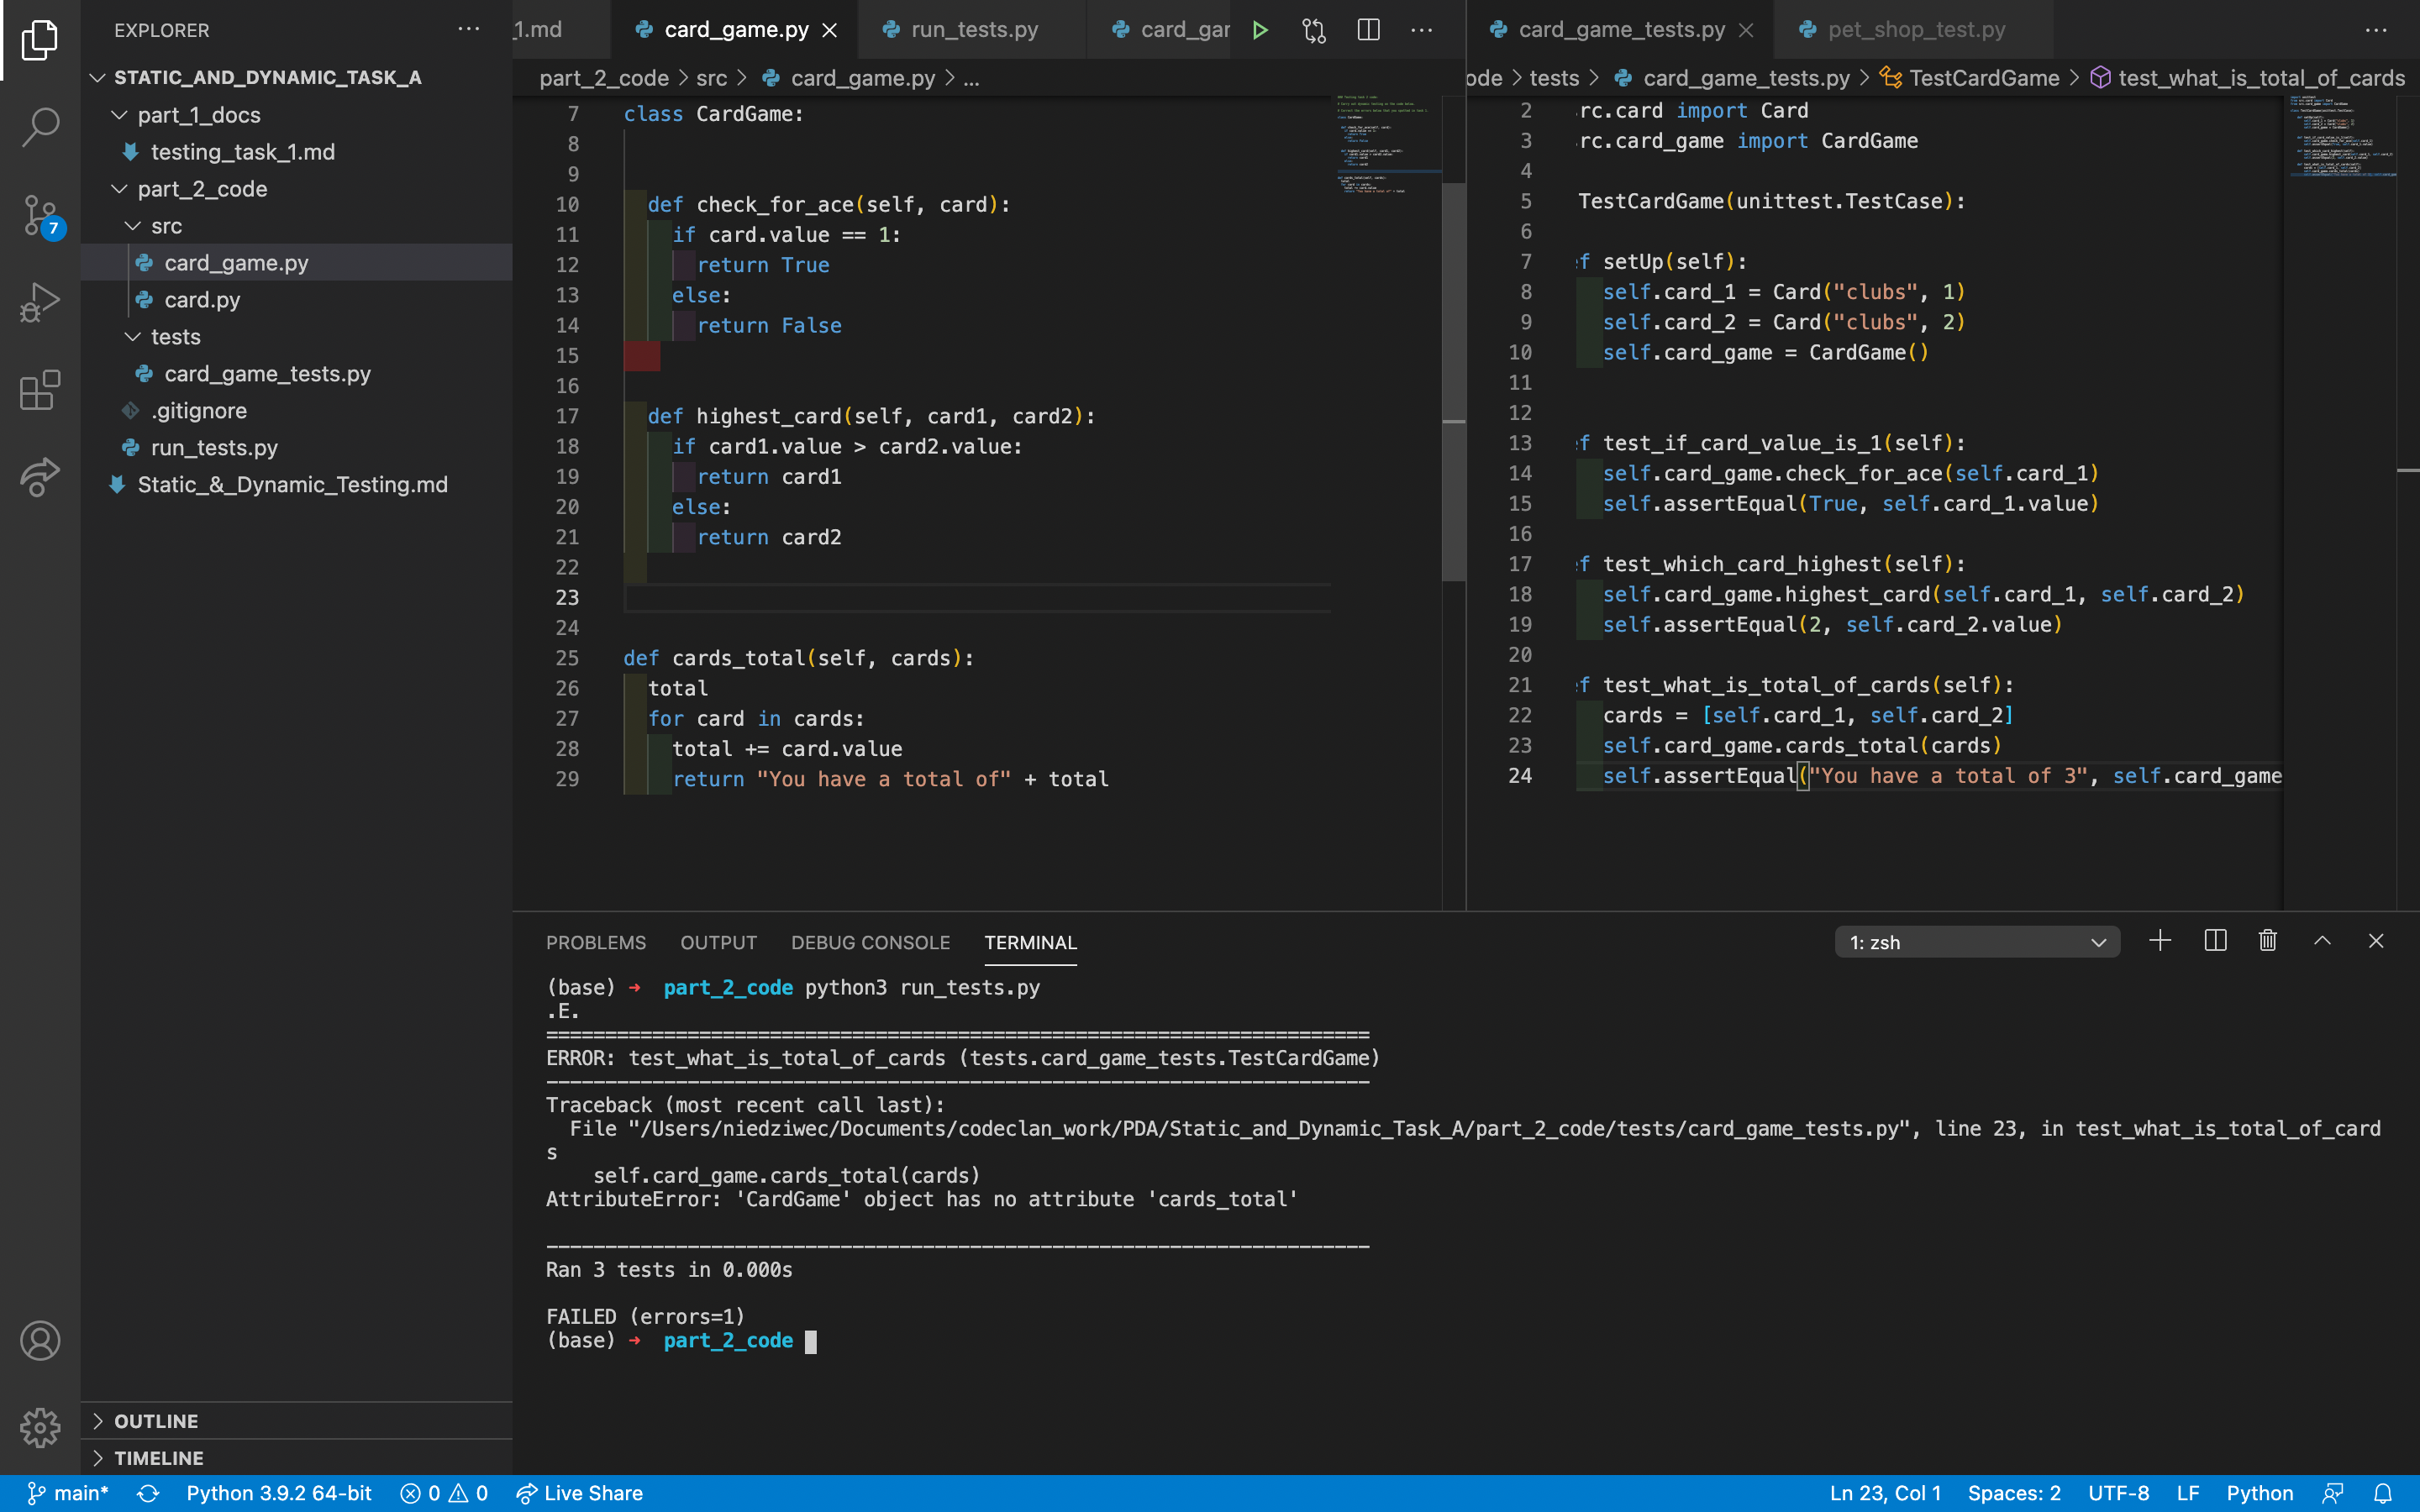 EXPLORER
STATIC_AND_DYNAMIC_TASK_A
part_1_docs
testing_task_1.md
part_2_code
src
card_game.py
card.py
tests
card_game_tests.py
.gitignore
run_tests.py
Static_&_Dynamic_Testing.md
OUTLINE
TIMELINE
7
1.md card_game.py run_tests.py card_gar
part_2_code > src > card_game.py > ...
7 class CardGame:
8
9
10 def check_for_ace(self, card):
11 if card.value == 1:
12 return True
13 else:
14 return False
15
16
17 def highest_card(self, card1, card2):
18 if card1.value > card2.value:
19 return card1
20 else:
21 return card2
22
23
24
25 def cards_total(self, cards):
26 total
27 for card in cards:
28 total += card.value
29 return "You have a total of" + total
card_game_tests.py pet_shop_test.py
ode > tests > card_game_tests.py > TestCardGame > test_what_is_total_of_cards
2 rc.card import Card
3 rc.card_game import CardGame
4
5 TestCardGame(unittest.TestCase):
6
7 ef setUp(self):
8 self.card_1 = Card("clubs", 1)
9 self.card_2 = Card("clubs", 2)
10 self.card_game = CardGame()
11
12
13 ef test_if_card_value_is_1(self):
14 self.card_game.check_for_ace(self.card_1)
15 self.assertEqual(True, self.card_1.value)
16
17 ef test_which_card_highest(self):
18 self.card_game.highest_card(self.card_1, self.card_2)
19 self.assertEqual(2, self.card_2.value)
20
21 ef test_what_is_total_of_cards(self):
22 cards = [self.card_1, self.card_2]
23 self.card_game.cards_total(cards)
24 self.assertEqual("You have a total of 3", self.card_game
PROBLEMS OUTPUT DEBUG CONSOLE TERMINAL
1: zsh
(base) → part_2_code python3 run_tests.py
.E.
======================================================================
ERROR: test_what_is_total_of_cards (tests.card_game_tests.TestCardGame)
----------------------------------------------------------------------
Traceback (most recent call last):
File "/Users/niedziwec/Documents/codeclan_work/PDA/Static_and_Dynamic_Task_A/part_2_code/tests/card_game_tests.py", line 23, in test_what_is_total_of_card
s
self.card_game.cards_total(cards)
AttributeError: 'CardGame' object has no attribute 'cards_total'
----------------------------------------------------------------------
Ran 3 tests in 0.000s
FAILED (errors=1)
(base) → part_2_code
main* Python 3.9.2 64-bit 0 0 Live Share Ln 23, Col 1 Spaces: 2 UTF-8 LF Python